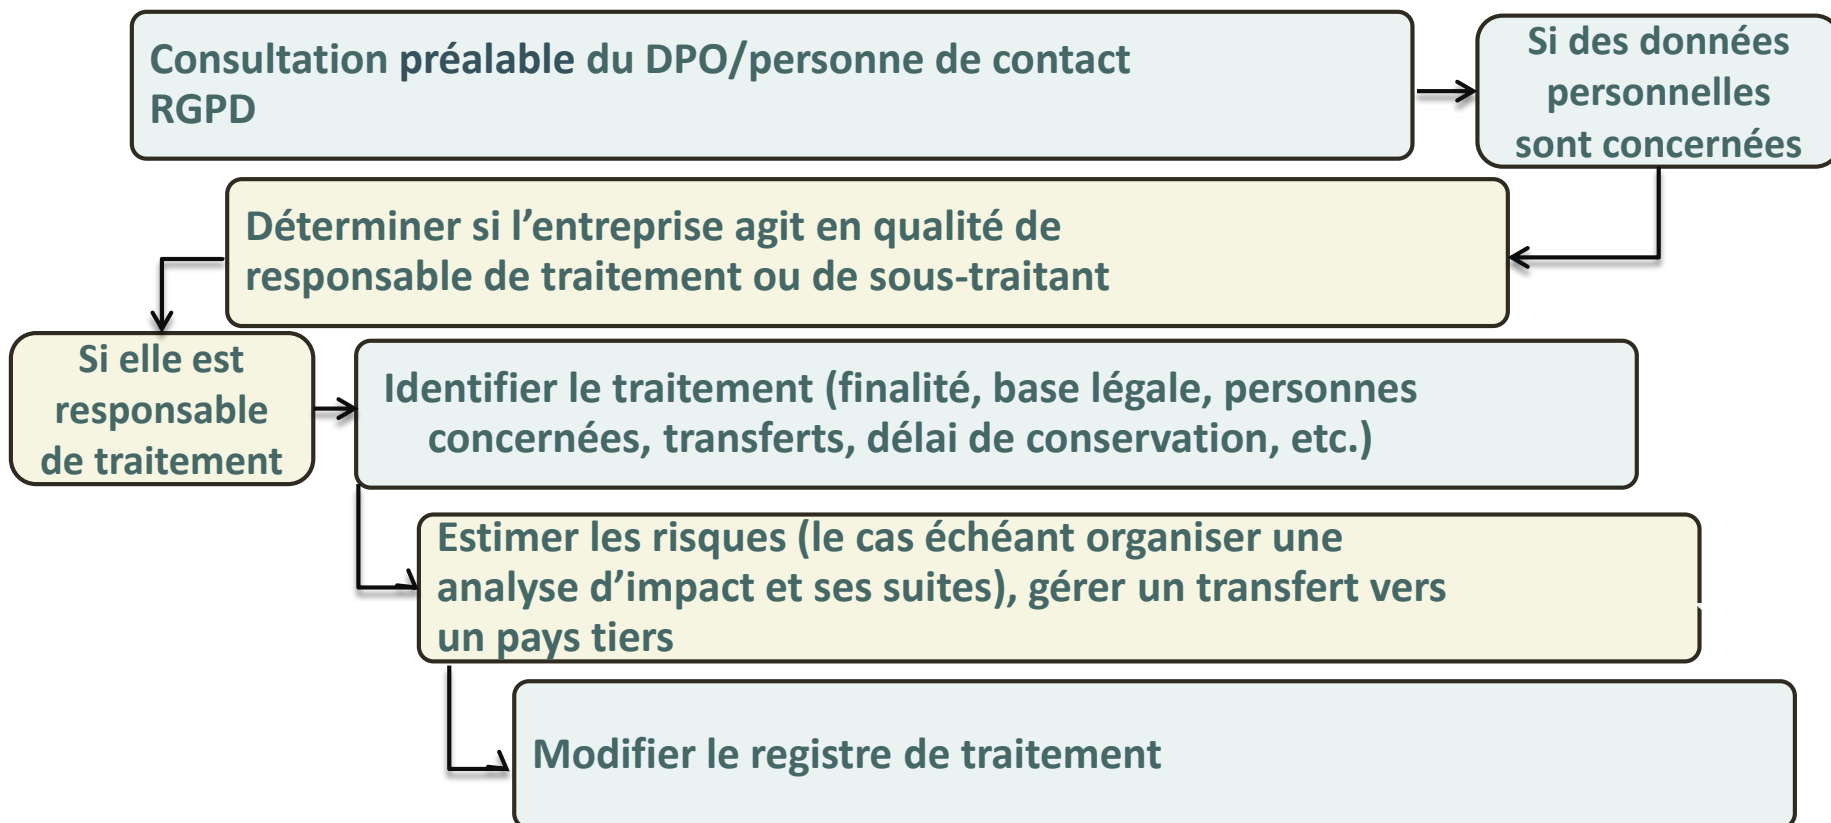 Consultation préalable du DPO/personne de contact
RGPD
Si des données
personnelles
sont concernées
Déterminer si l’entreprise agit en qualité de
responsable de traitement ou de sous-traitant
Si elle est
responsable
de traitement
Identifier le traitement (finalité, base légale, personnes
concernées, transferts, délai de conservation, etc.)
Estimer les risques (le cas échéant organiser une
analyse d’impact et ses suites), gérer un transfert vers
un pays tiers
Modifier le registre de traitement